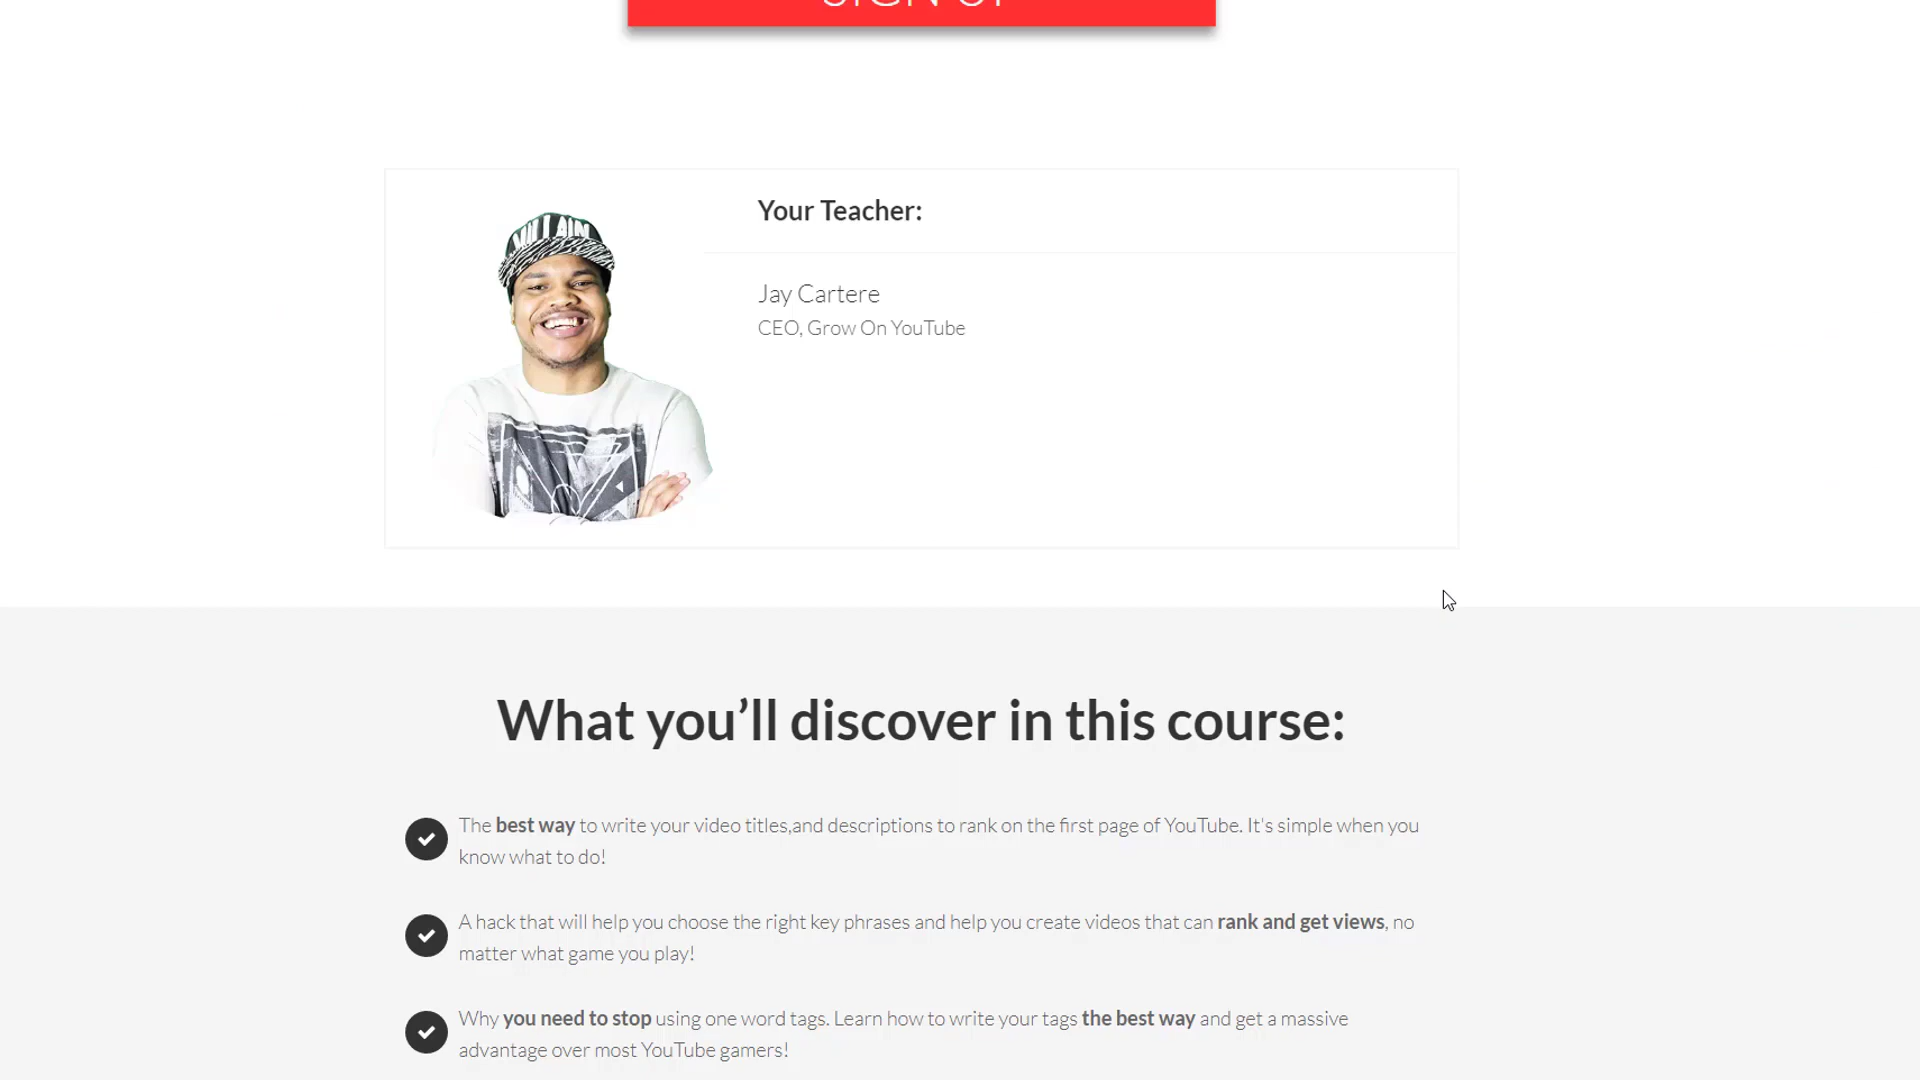 SIGN UP
Your Teacher:
Jay Cartere
CEO, Grow On YouTube
What you’ll discover in this course:
The best way to write your video titles,and descriptions to rank on the first page of YouTube. It's simple when you
know what to do!
A hack that will help you choose the right key phrases and help you create videos that can rank and get views, no
matter what game you play!
Why you need to stop using one word tags. Learn how to write your tags the best way and get a massive
advantage over most YouTube gamers!